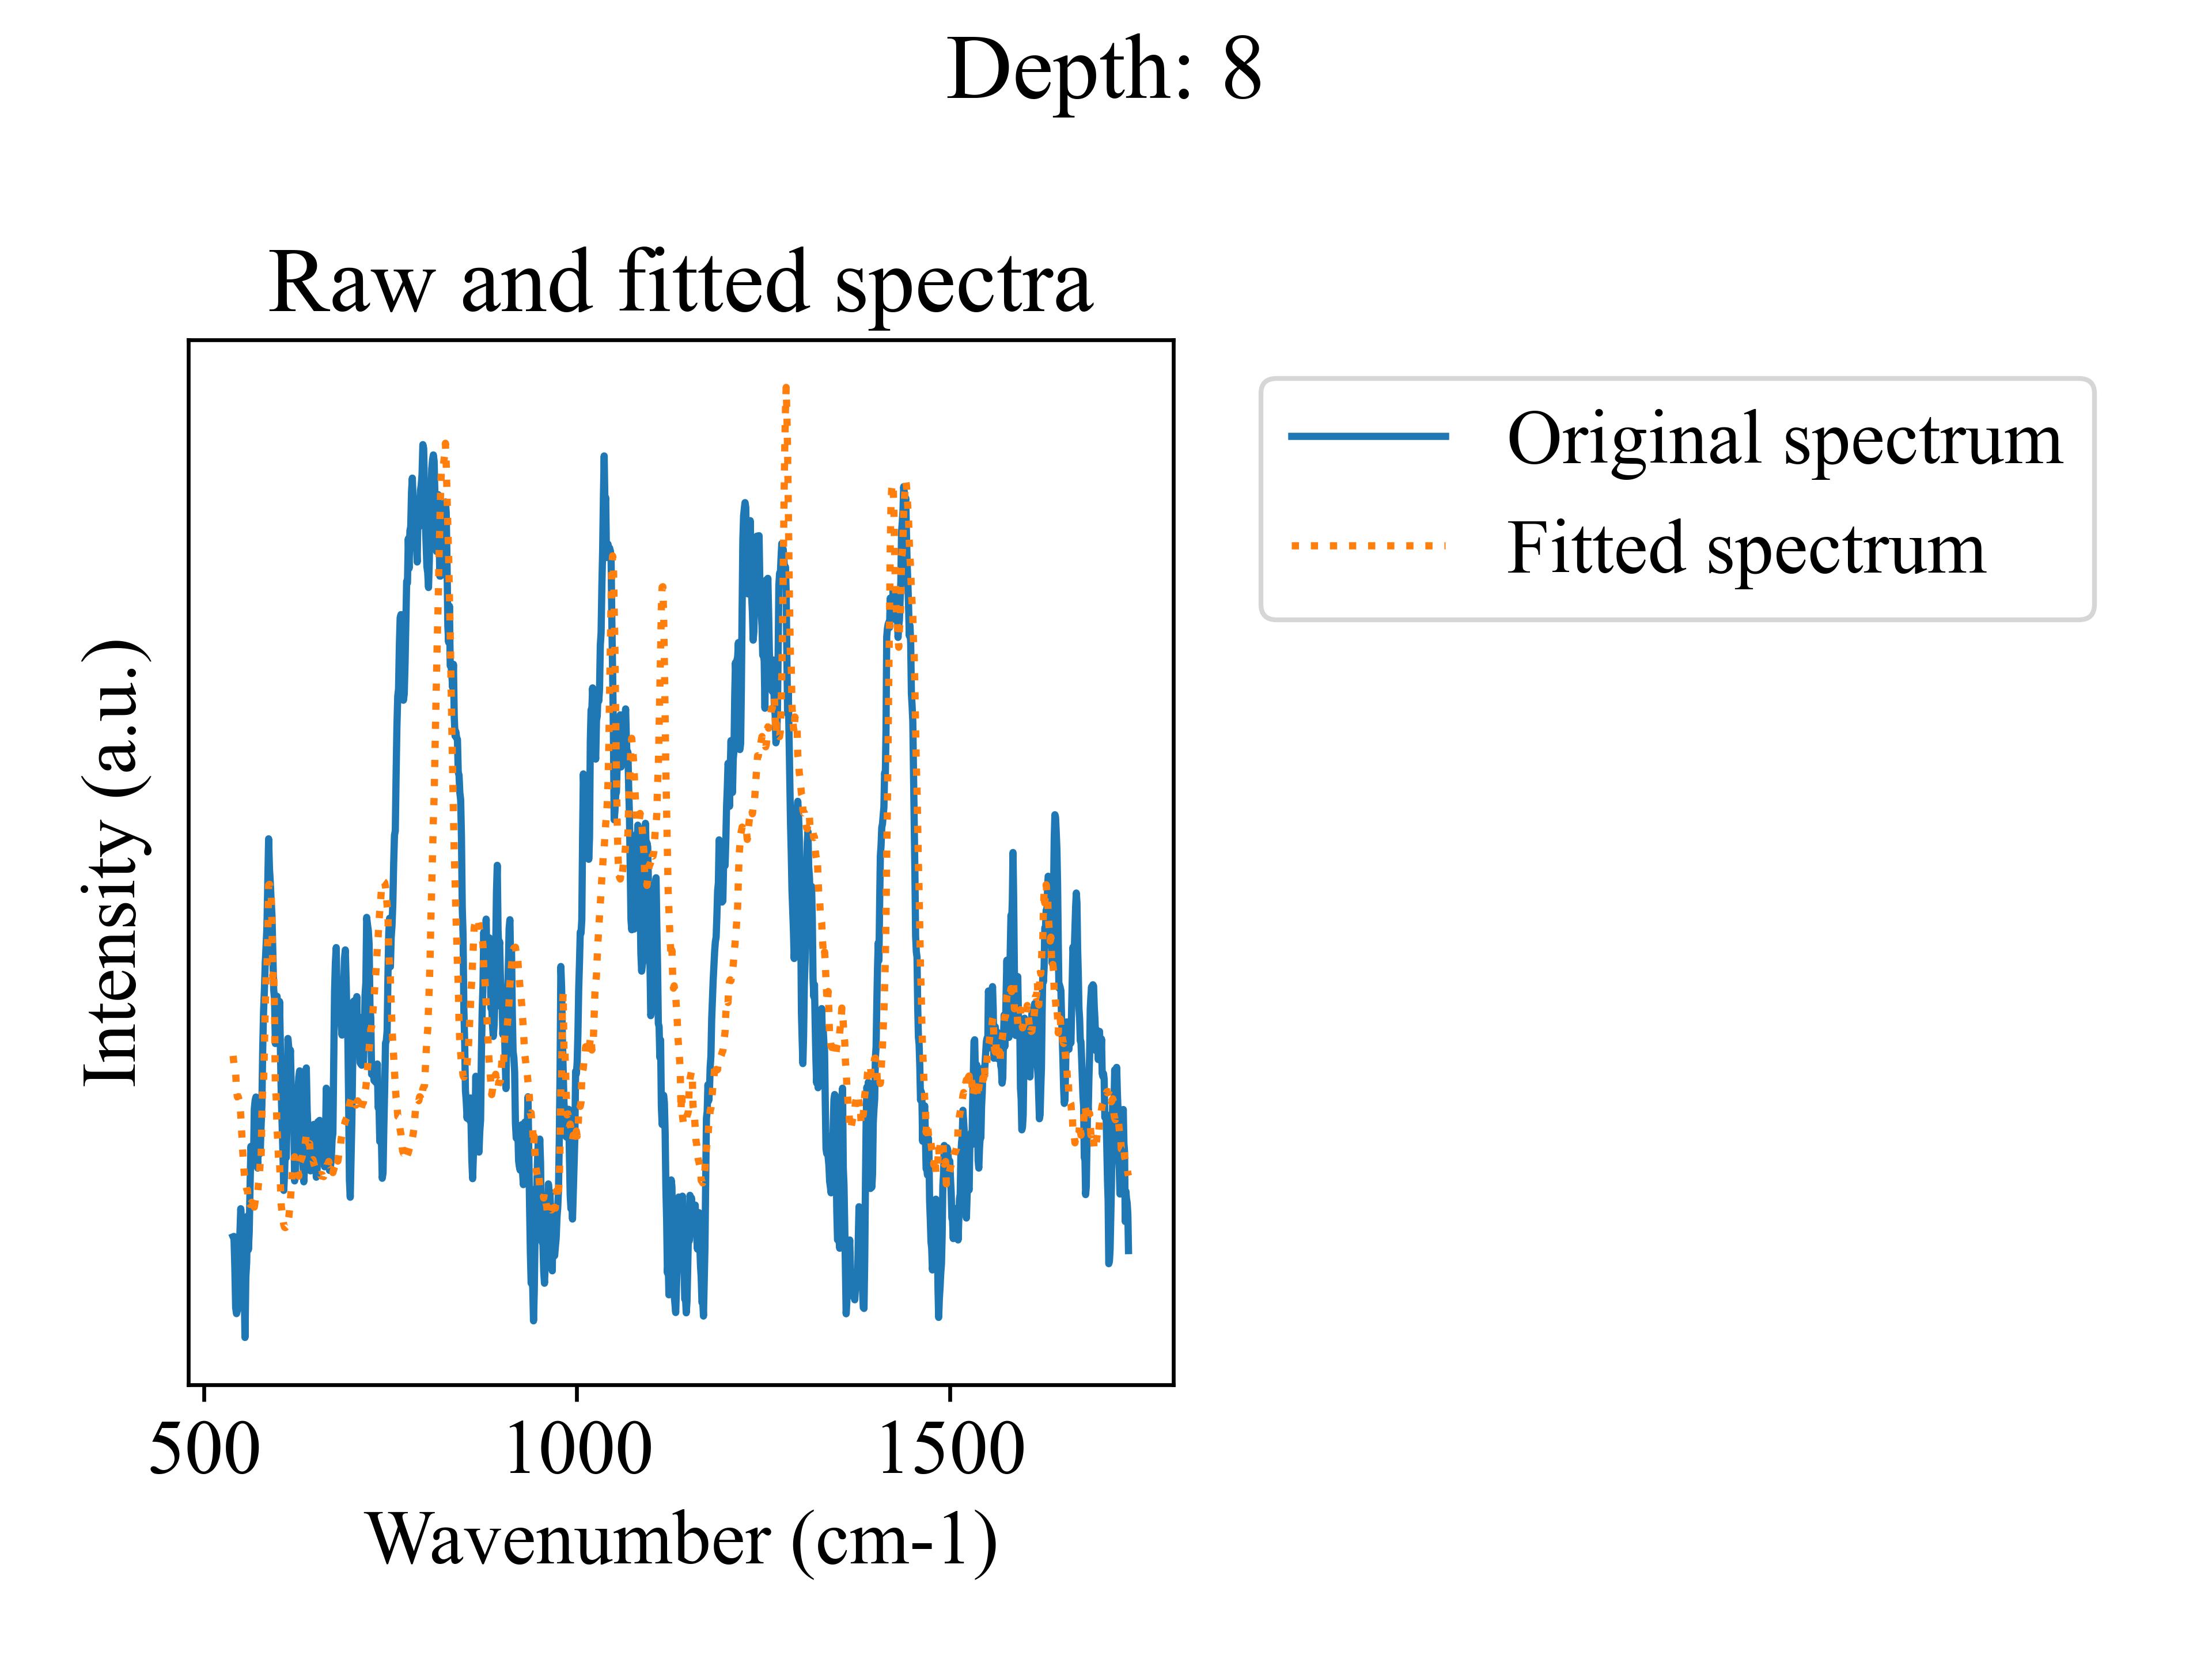 Depth: 8
Raw and fitted spectra
Original spectrum
Fitted spectrum
Intensity (a.u.)
500 1000 1500
Wavenumber (cm-1)